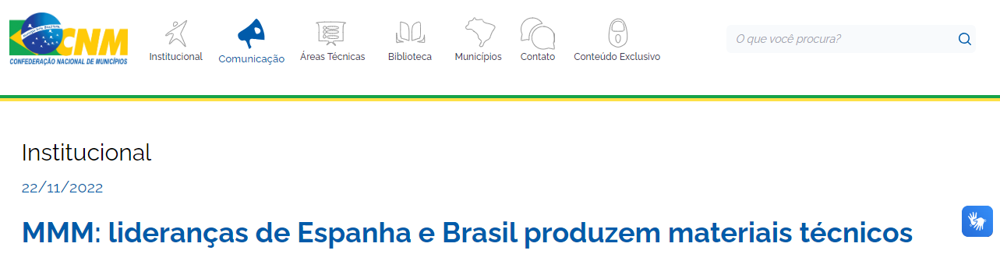 CNM
CONFEDERAÇÃO NACIONAL DE MUNICÍPIOS
Institucional
Comunicação
Áreas Técnicas
Biblioteca
Municípios
Contato
Conteúdo Exclusivo
O que você procura?
Institucional
22/11/2022
MMM: lideranças de Espanha e Brasil produzem materiais técnicos